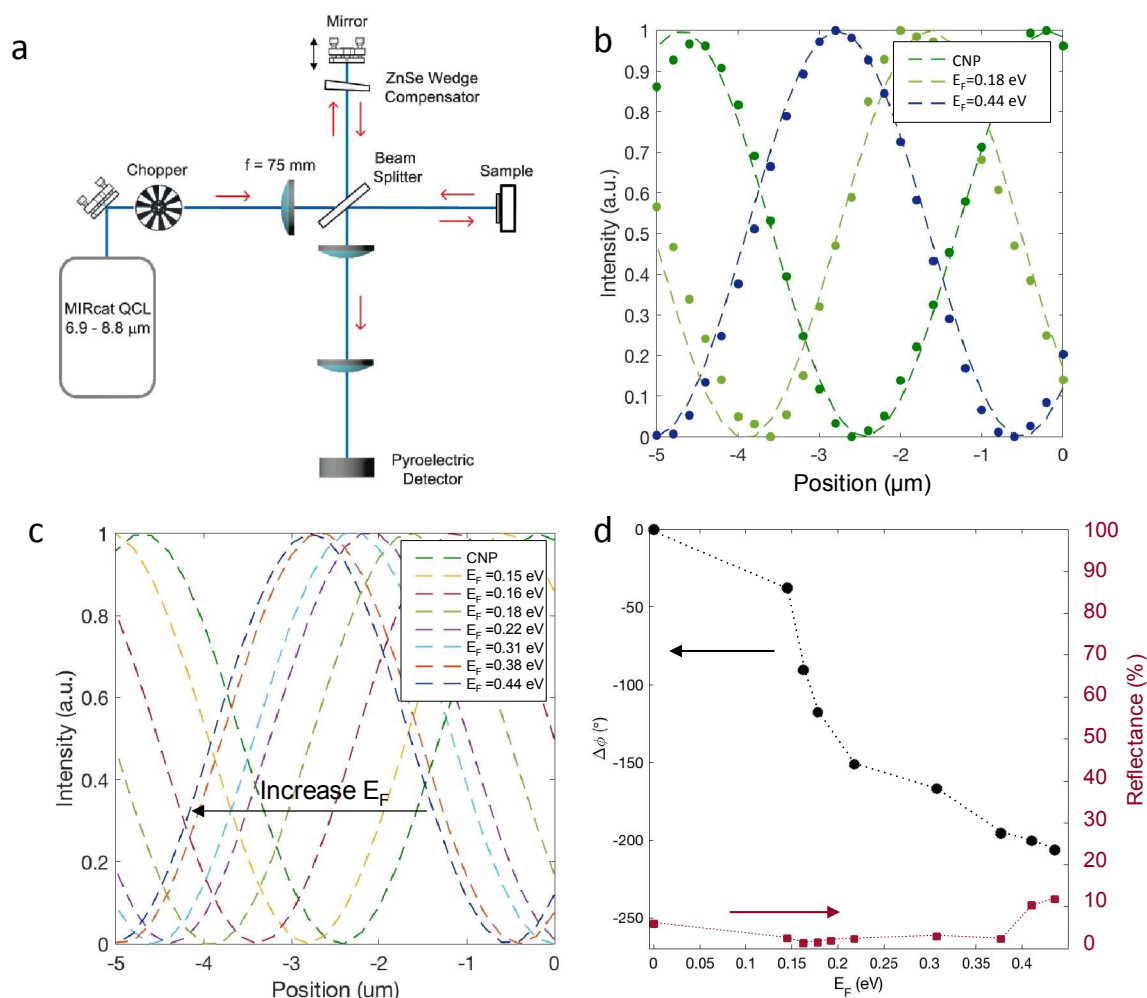 a
Mirror
ZnSe Wedge
Compensator
Chopper
f = 75 mm
Beam
Splitter
Sample
MIRcat QCL
6.9 - 8.8 μm
Pyroelectric
Detector
b
1
0.9
0.8
0.7
0.6
0.5
0.4
0.3
0.2
0.1
0
Intensity (a.u.)
CNP
E_F=0.18 eV
E_F=0.44 eV
-5
-4
-3
-2
-1
0
Position (μm)
c
1
0.8
0.6
0.4
0.2
0
Intensity (a.u.)
CNP
E_F =0.15 eV
E_F =0.16 eV
E_F =0.18 eV
E_F =0.22 eV
E_F =0.31 eV
E_F =0.38 eV
E_F =0.44 eV
Increase E_F
-5
-4
-3
-2
-1
0
Position (um)
d
0
-50
-100
-150
-200
-250
Δϕ (°)
100
90
80
70
60
50
40
30
20
10
0
Reflectance (%)
0
0.05
0.1
0.15
0.2
0.25
0.3
0.35
0.4
E_F (eV)